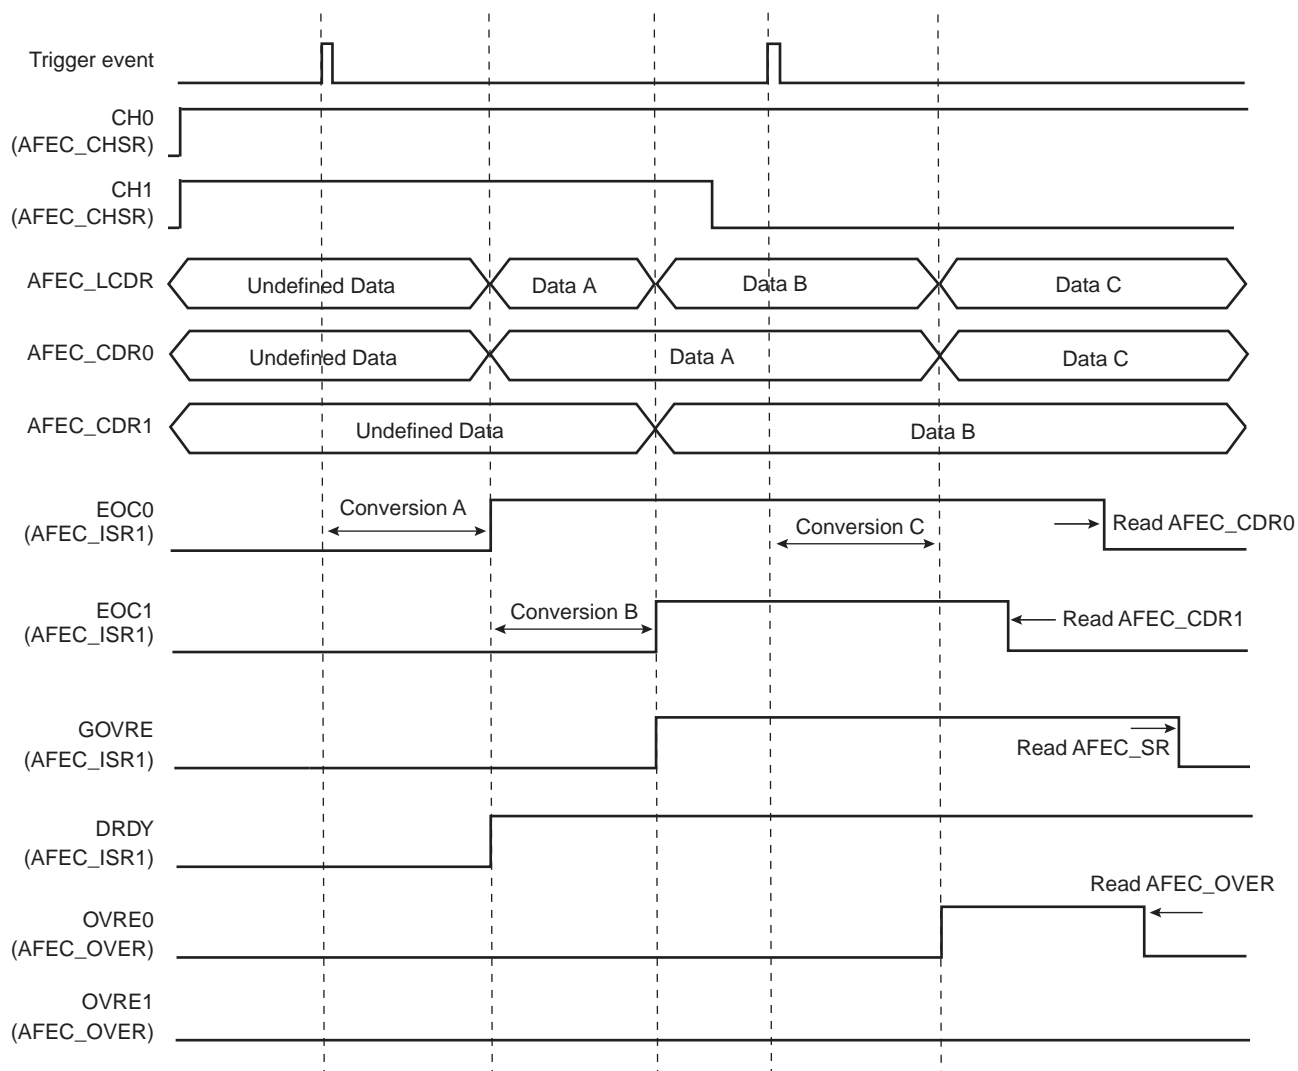 Trigger event
CH0
(AFEC_CHSR)
CH1
(AFEC_CHSR)
AFEC_LCDR
Undefined Data
Data A
Data B
Data C
AFEC_CDR0
Undefined Data
Data A
Data C
AFEC_CDR1
Undefined Data
Data B
EOC0
(AFEC_ISR1)
Conversion A
Conversion C
Read AFEC_CDR0
EOC1
(AFEC_ISR1)
Conversion B
Read AFEC_CDR1
GOVRE
(AFEC_ISR1)
Read AFEC_SR
DRDY
(AFEC_ISR1)
Read AFEC_OVER
OVRE0
(AFEC_OVER)
OVRE1
(AFEC_OVER)